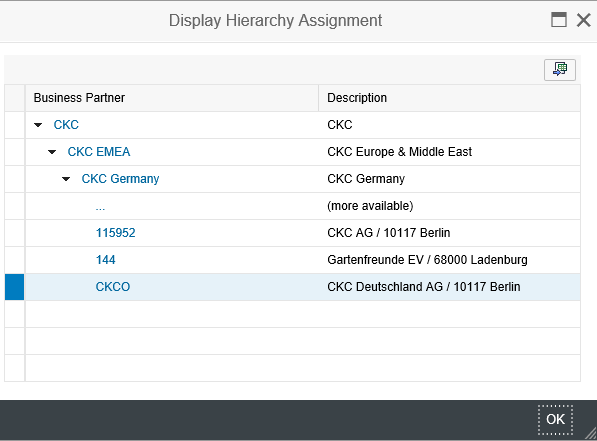 Display Hierarchy Assignment
Business Partner Description
CKC CKC
CKC EMEA CKC Europe & Middle East
CKC Germany CKC Germany
... (more available)
115952 CKC AG / 10117 Berlin
144 Gartenfreunde EV / 68000 Ladenburg
CKCO CKC Deutschland AG / 10117 Berlin
OK